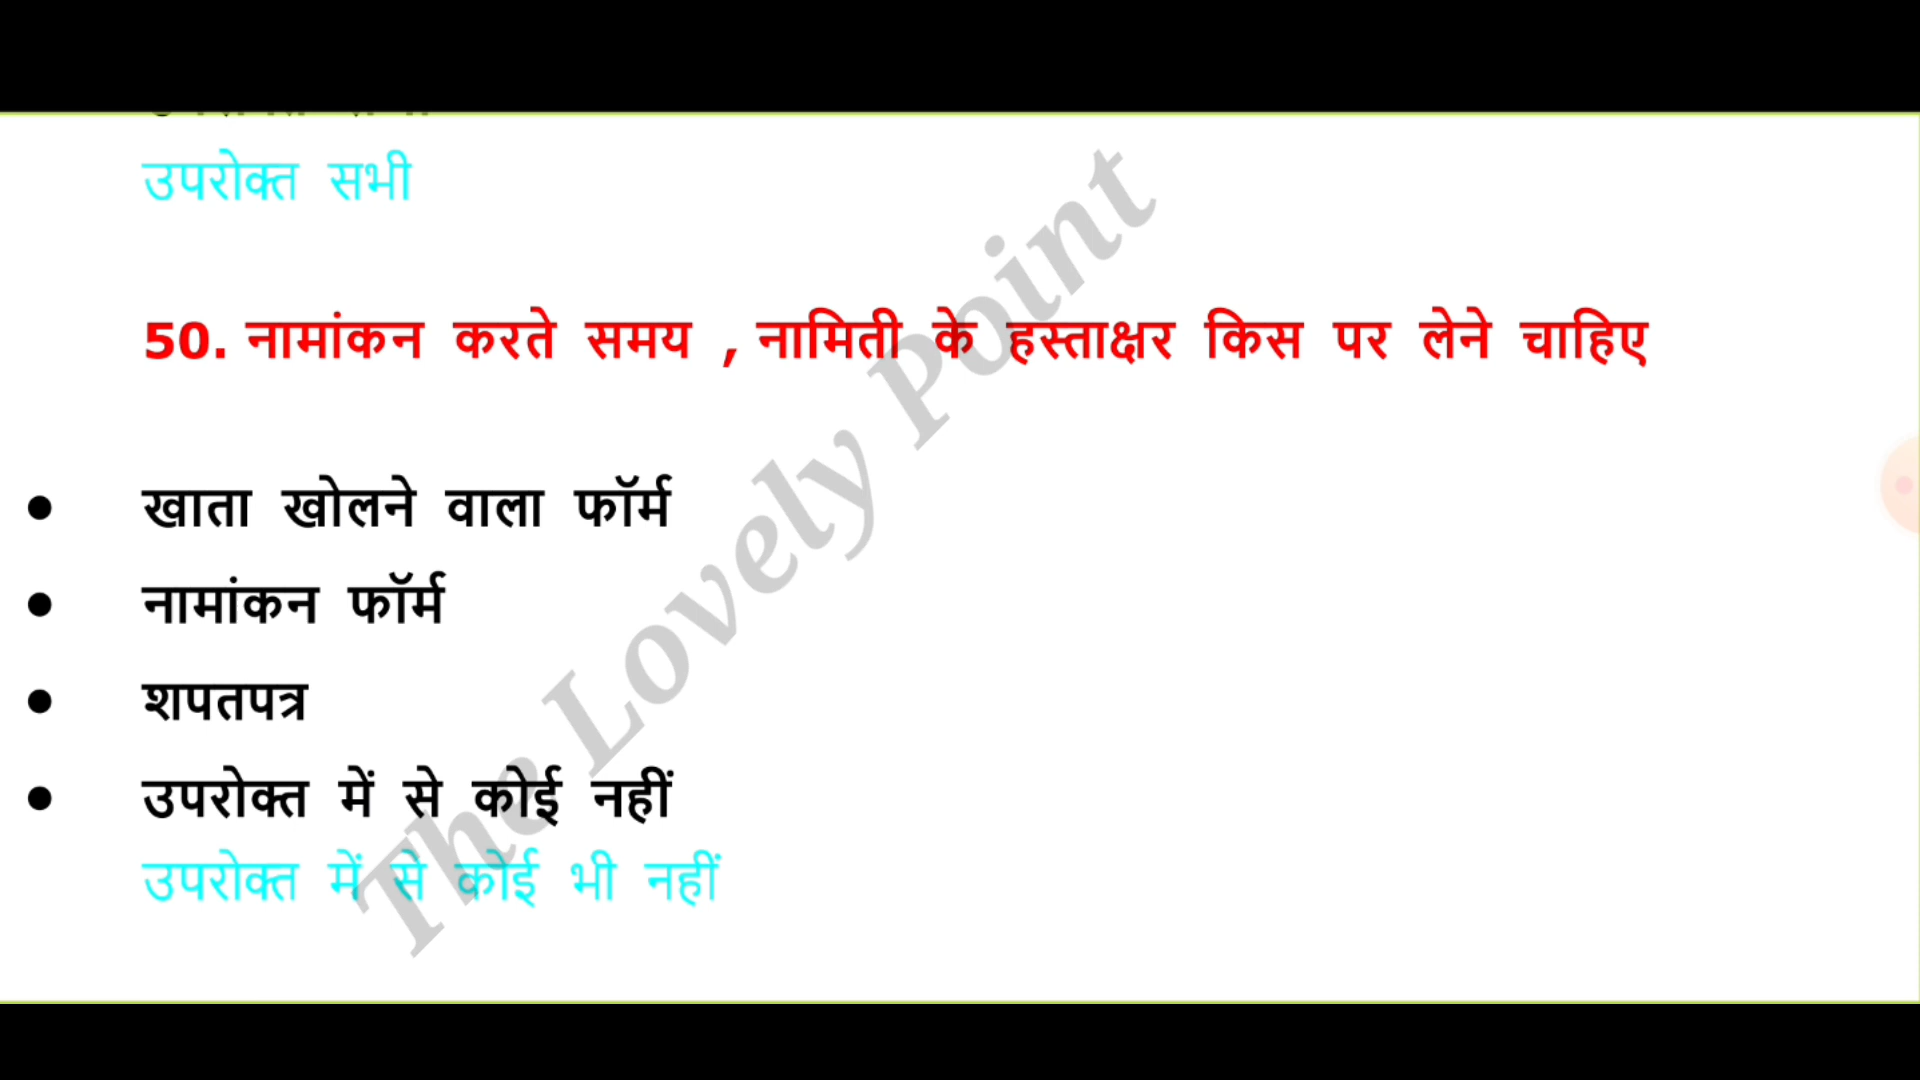 उपरोक्त सभी
50. नामांकन करते समय , नामिती के हस्ताक्षर किस पर लेने चाहिए
● खाता खोलने वाला फॉर्म
● नामांकन फॉर्म
● शपतपत्र
● उपरोक्त में से कोई नहीं
उपरोक्त में से कोई भी नहीं
The Lovely Point